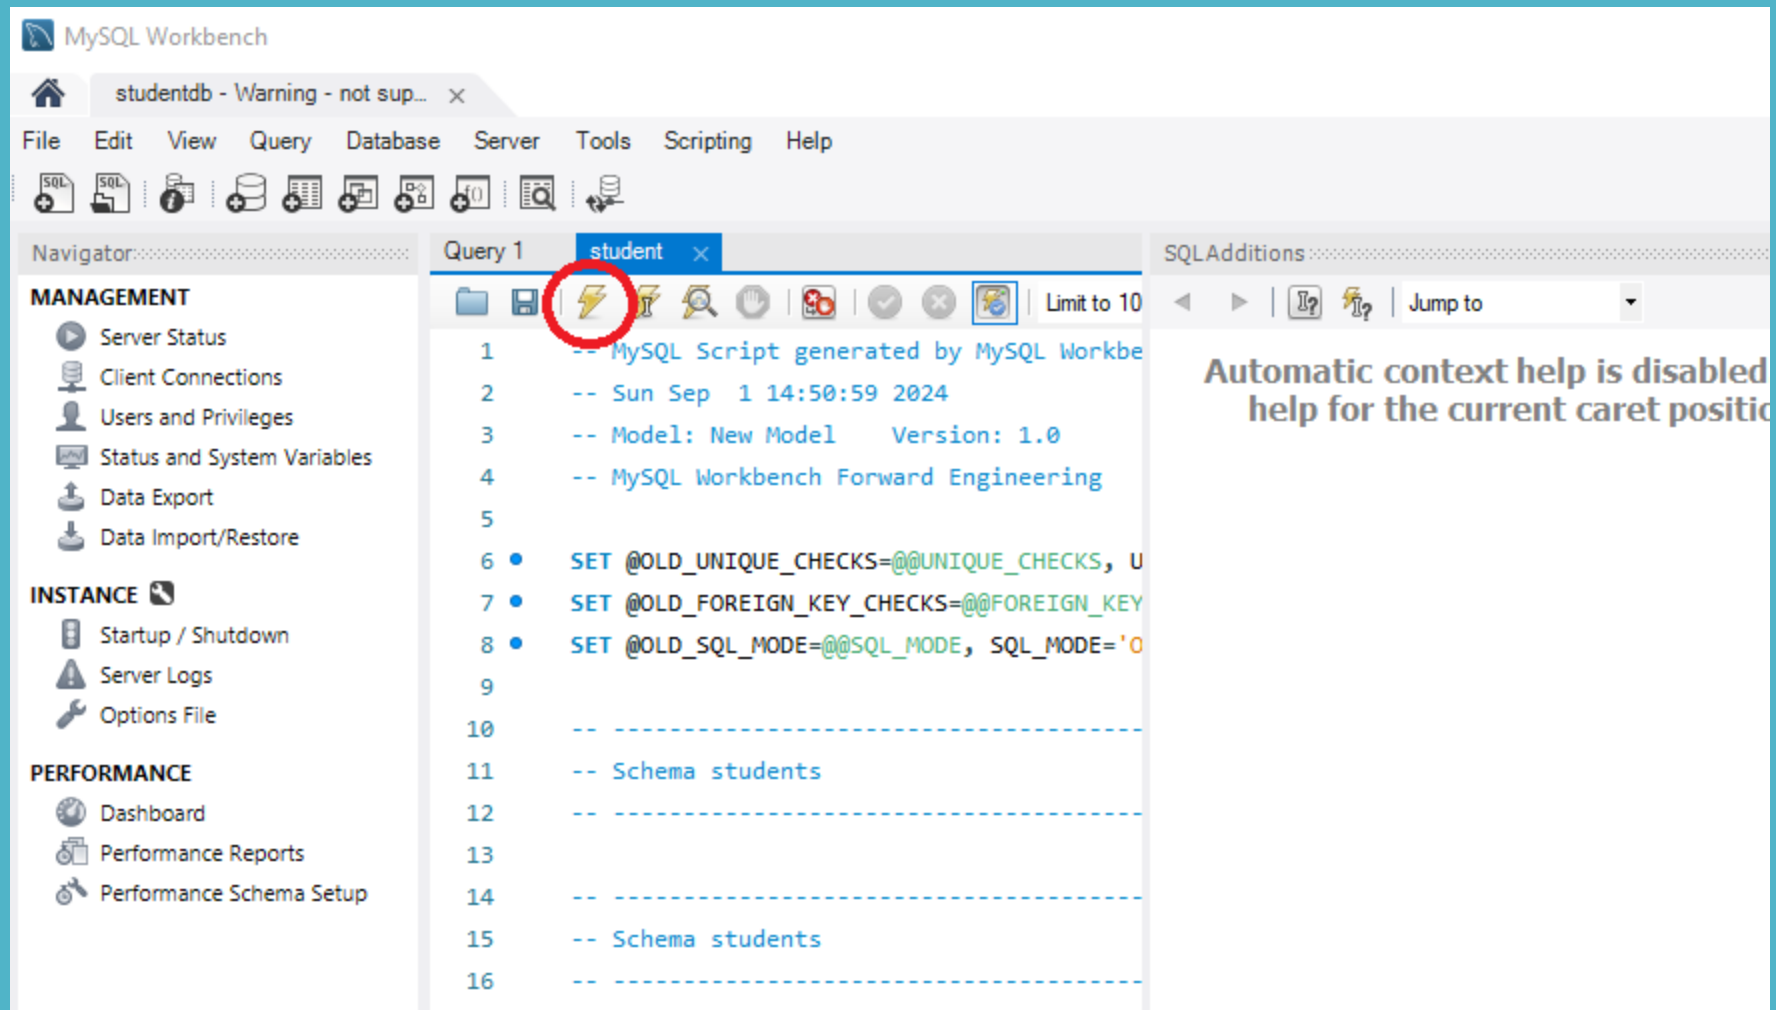 MySQL Workbench
studentdb - Warning - not sup...
File Edit View Query Database Server Tools Scripting Help
SQL SQL
Navigator
MANAGEMENT
Server Status
Client Connections
Users and Privileges
Status and System Variables
Data Export
Data Import/Restore
INSTANCE
Startup / Shutdown
Server Logs
Options File
PERFORMANCE
Dashboard
Performance Reports
Performance Schema Setup
Query 1 student
Limit to 10
1 -- MySQL Script generated by MySQL Workbe
2 -- Sun Sep  1 14:50:59 2024
3 -- Model: New Model    Version: 1.0
4 -- MySQL Workbench Forward Engineering
5
6 SET @OLD_UNIQUE_CHECKS=@@UNIQUE_CHECKS, U
7 SET @OLD_FOREIGN_KEY_CHECKS=@@FOREIGN_KEY
8 SET @OLD_SQL_MODE=@@SQL_MODE, SQL_MODE='O
9
10 -- --------------------------------------
11 -- Schema students
12 -- --------------------------------------
13
14 -- --------------------------------------
15 -- Schema students
16 -- --------------------------------------
SQLAdditions
Jump to
Automatic context help is disabled
help for the current caret positio